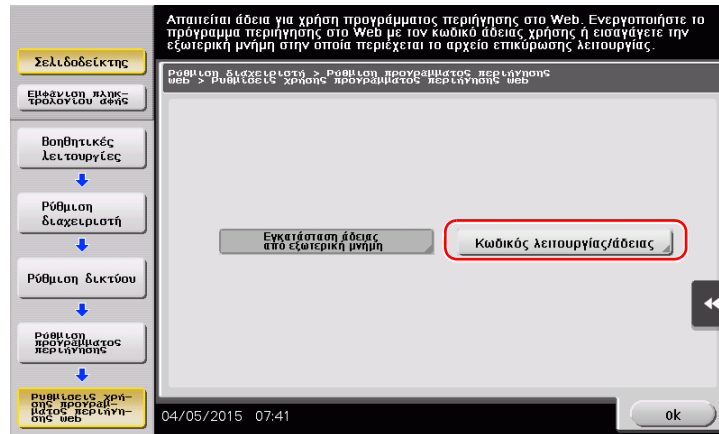 Απαιτείται άδεια για χρήση προγράμματος περιήγησης στο Web. Ενεργοποιήστε το
πρόγραμμα περιήγησης στο Web με τον κωδικό άδειας χρήσης ή εισαγάγετε την
εξωτερική μνήμη στην οποία περιέχεται το αρχείο επικύρωσης λειτουργίας.
Σελιδοδείκτης
Ρύθμιση διαχειριστή > Ρύθμιση προγράμματος περιήγησης
web > Ρυθμίσεις χρήσης προγράμματος περιήγησης web
Εμφάνιση πληκ-
τρολογίου αφής
Βοηθητικές
λειτουργίες
Ρύθμιση
διαχειριστή
Εγκατάσταση άδειας
από εξωτερική μνήμη
Κωδικός λειτουργίας/άδειας
Ρύθμιση δικτύου
Ρύθμιση
προγράμματος
περιήγησης
Ρυθμίσεις χρή-
σης προγράμ-
ματος περιήγη-
σης web
04/05/2015 07:41
ok